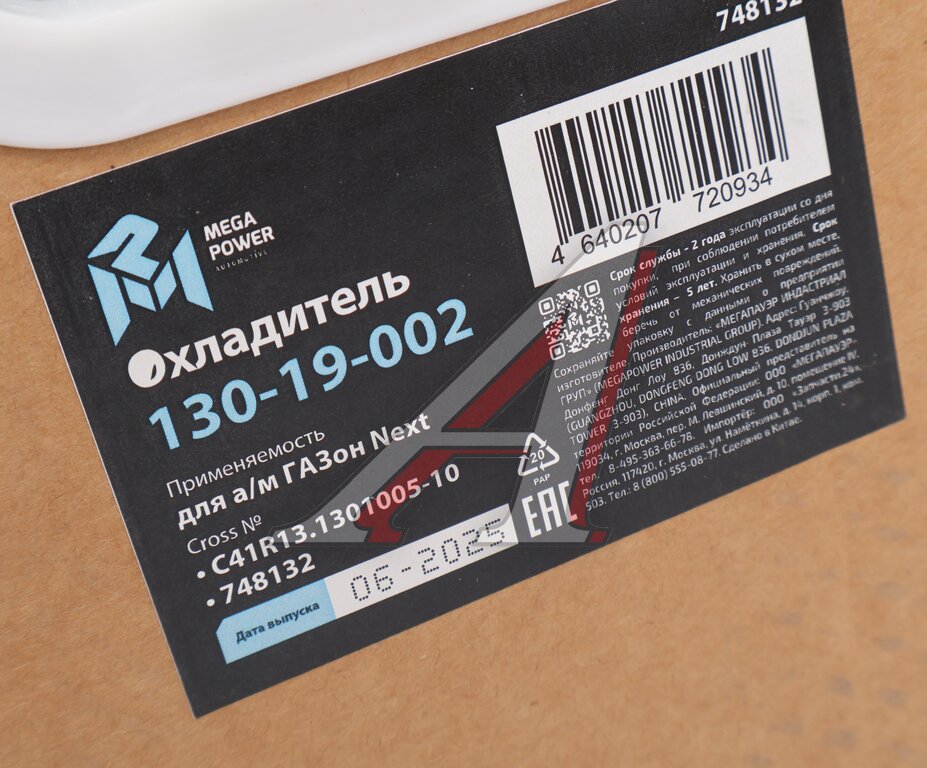 748132
MEGA
POWER
AUTOMOTIVE
Охладитель
130-19-002
Применяемость
для а/м ГАЗон Next
Cross №
• C41R13.1301005-10
• 748132
Дата выпуска
06-2025
4 640207 720934
Срок службы - 2 года эксплуатации со дня
покупки, при соблюдении потребителем
условий эксплуатации и хранения. Срок
хранения – 5 лет. Хранить в сухом месте,
беречь от механических повреждений.
Сохраняйте упаковку с данными о предприятии
изготовителе. Производитель: «МЕГАПАУЭР ИНДАСТРИАЛ
ГРУП» (MEGAPOWER INDUSTRIAL GROUP). Адрес: Гуанчжоу,
Донфенг Донг Лоу 836, Донждун Плаза Тауэр 3-903
(GUANGZHOU, DONGFENG DONG LOW 836, DONGJUN PLAZA
TOWER 3-903), CHINA. Официальный представитель на
территории Российской Федерации: ООО «МЕГАПАУЭР»
119034, г. Москва, пер. М. Левшинский, д. 10, помещение IV,
тел. 8-495-363-66-78. Импортёр: ООО «Запчасти.24»,
Россия, 117420, г. Москва, ул. Намёткина, д. 14, корп. 1, ком.
503. Тел.: 8 (800) 555-08-77. Сделано в Китае.
20
PAP
EAC